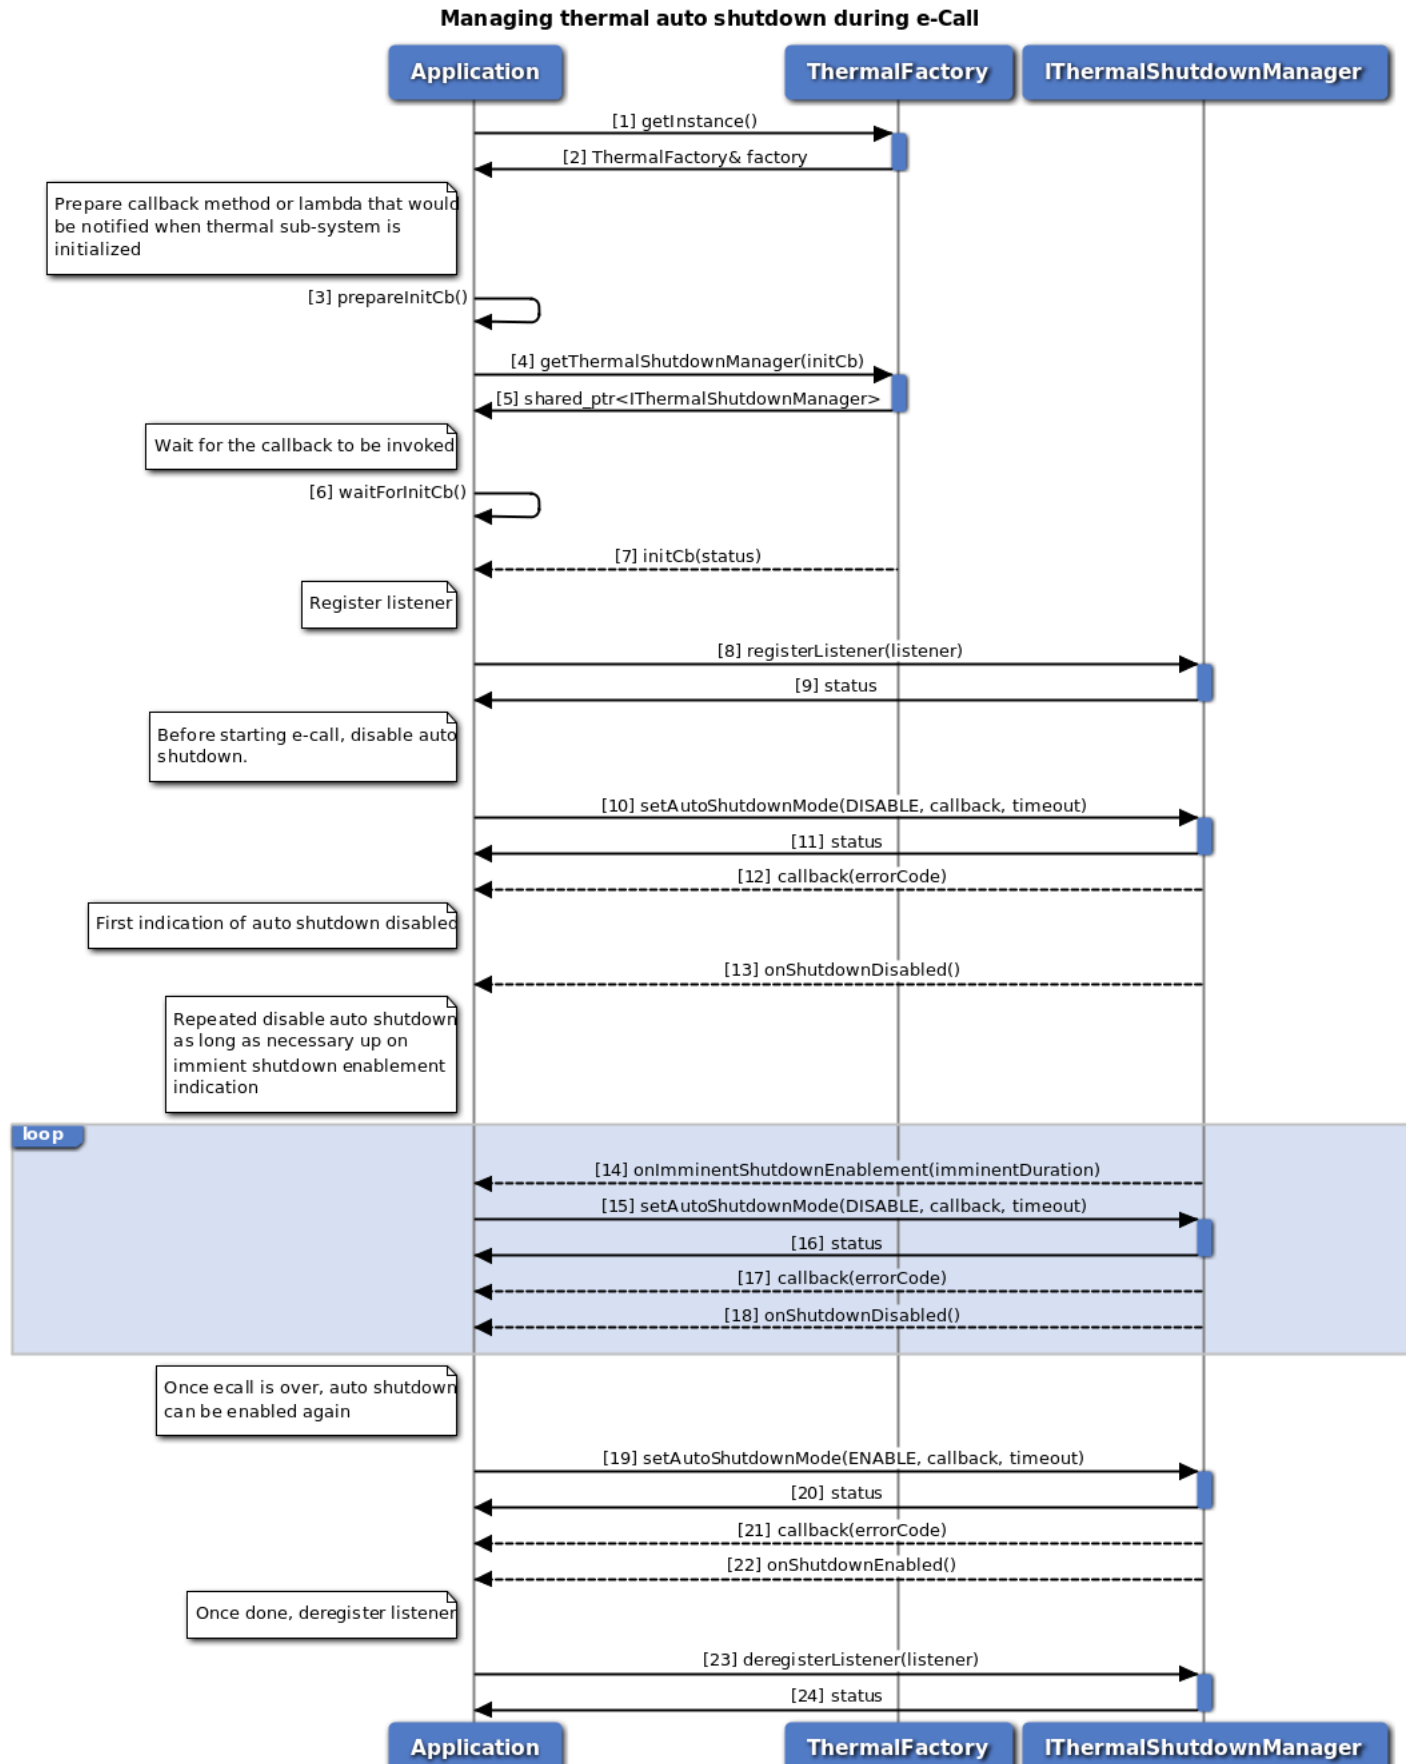 Managing thermal auto shutdown during e-Call
Application
ThermalFactory
IThermalShutdownManager
[1] getInstance()
[2] ThermalFactory& factory
Prepare callback method or lambda that would
be notified when thermal sub-system is
initialized
[3] prepareInitCb()
[4] getThermalShutdownManager(initCb)
[5] shared_ptr<IThermalShutdownManager>
Wait for the callback to be invoked
[6] waitForInitCb()
[7] initCb(status)
Register listener
[8] registerListener(listener)
[9] status
Before starting e-call, disable auto
shutdown.
[10] setAutoShutdownMode(DISABLE, callback, timeout)
[11] status
[12] callback(errorCode)
First indication of auto shutdown disabled
[13] onShutdownDisabled()
Repeated disable auto shutdown
as long as necessary up on
immient shutdown enablement
indication
loop
[14] onImminentShutdownEnablement(imminentDuration)
[15] setAutoShutdownMode(DISABLE, callback, timeout)
[16] status
[17] callback(errorCode)
[18] onShutdownDisabled()
Once ecall is over, auto shutdown
can be enabled again
[19] setAutoShutdownMode(ENABLE, callback, timeout)
[20] status
[21] callback(errorCode)
[22] onShutdownEnabled()
Once done, deregister listener
[23] deregisterListener(listener)
[24] status
Application
ThermalFactory
IThermalShutdownManager